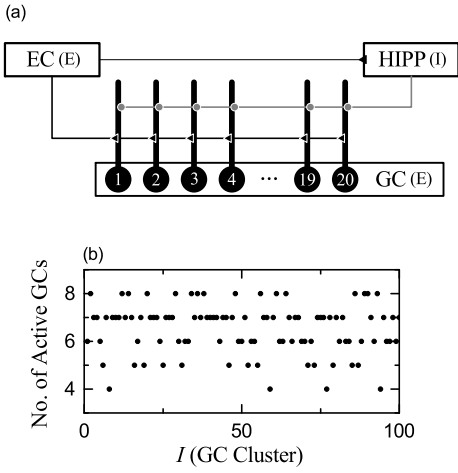 (a)
EC (E) HIPP (I)
1 2 3 4 ... 19 20 GC (E)
(b)
No. of Active GCs
8
6
4
0 50 100
I (GC Cluster)